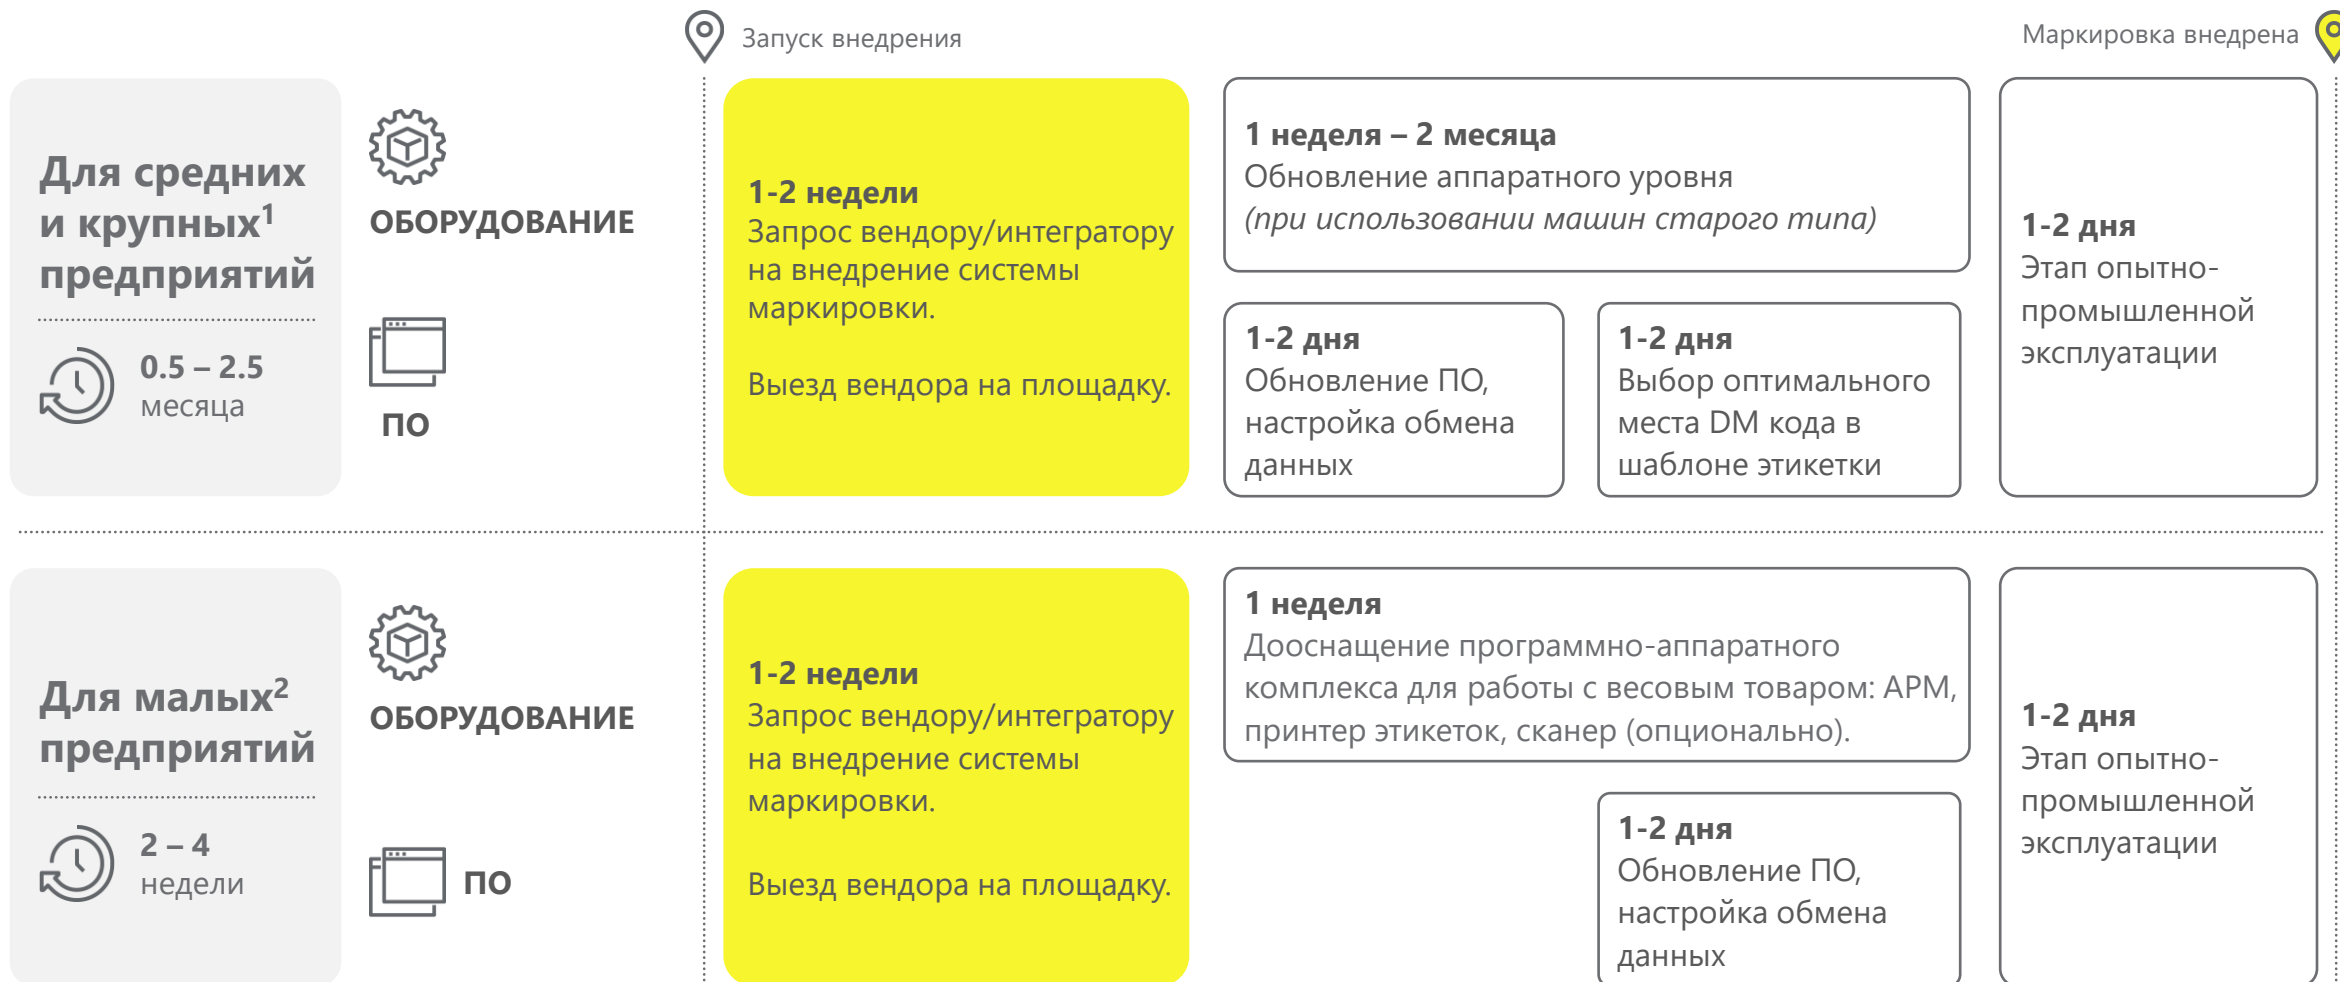 Запуск внедрения
Маркировка внедрена
Для средних
и крупных¹
предприятий
0.5 – 2.5
месяца
ОБОРУДОВАНИЕ
ПО
1-2 недели
Запрос вендору/интегратору
на внедрение системы
маркировки.
Выезд вендора на площадку.
1 неделя – 2 месяца
Обновление аппаратного уровня
(при использовании машин старого типа)
1-2 дня
Обновление ПО,
настройка обмена
данных
1-2 дня
Выбор оптимального
места DM кода в
шаблоне этикетки
1-2 дня
Этап опытно-
промышленной
эксплуатации
Для малых²
предприятий
2 – 4
недели
ОБОРУДОВАНИЕ
ПО
1-2 недели
Запрос вендору/интегратору
на внедрение системы
маркировки.
Выезд вендора на площадку.
1 неделя
Дооснащение программно-аппаратного
комплекса для работы с весовым товаром: АРМ,
принтер этикеток, сканер (опционально).
1-2 дня
Обновление ПО,
настройка обмена
данных
1-2 дня
Этап опытно-
промышленной
эксплуатации